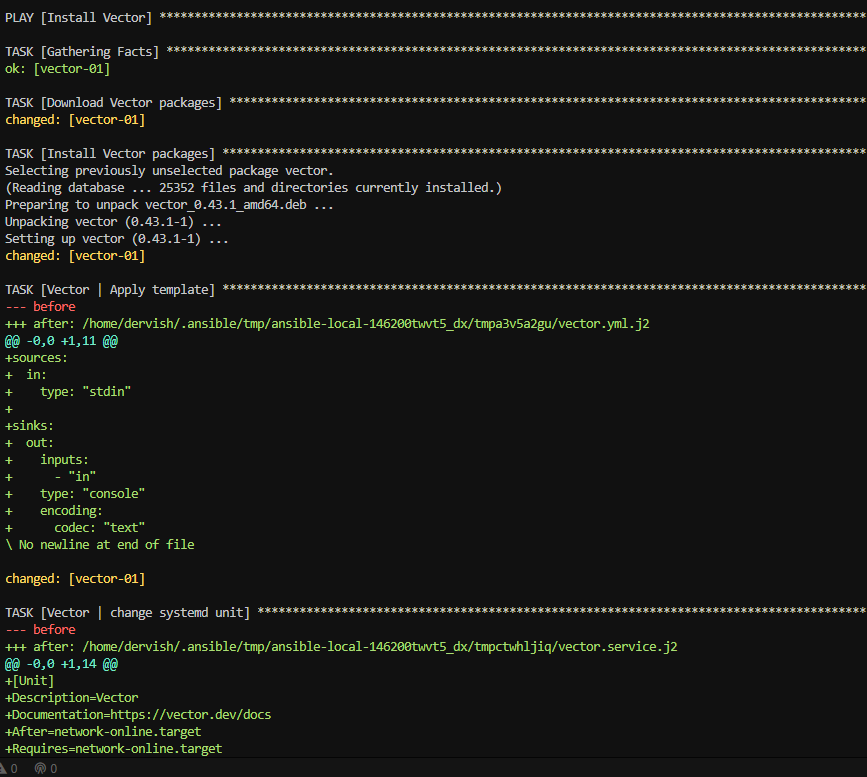 PLAY [Install Vector] ****************************************************************************************************
TASK [Gathering Facts] ***************************************************************************************************
ok: [vector-01]
TASK [Download Vector packages] ******************************************************************************************
changed: [vector-01]
TASK [Install Vector packages] *******************************************************************************************
Selecting previously unselected package vector.
(Reading database ... 25352 files and directories currently installed.)
Preparing to unpack vector_0.43.1_amd64.deb ...
Unpacking vector (0.43.1-1) ...
Setting up vector (0.43.1-1) ...
changed: [vector-01]
TASK [Vector | Apply template] *******************************************************************************************
--- before
+++ after: /home/dervish/.ansible/tmp/ansible-local-146200twvt5_dx/tmpa3v5a2gu/vector.yml.j2
@@ -0,0 +1,11 @@
+sources:
+  in:
+    type: "stdin"
+
+sinks:
+  out:
+    inputs:
+      - "in"
+    type: "console"
+    encoding:
+      codec: "text"
\ No newline at end of file
changed: [vector-01]
TASK [Vector | change systemd unit] **************************************************************************************
--- before
+++ after: /home/dervish/.ansible/tmp/ansible-local-146200twvt5_dx/tmpctwhljiq/vector.service.j2
@@ -0,0 +1,14 @@
+[Unit]
+Description=Vector
+Documentation=https://vector.dev/docs
+After=network-online.target
+Requires=network-online.target
0 0